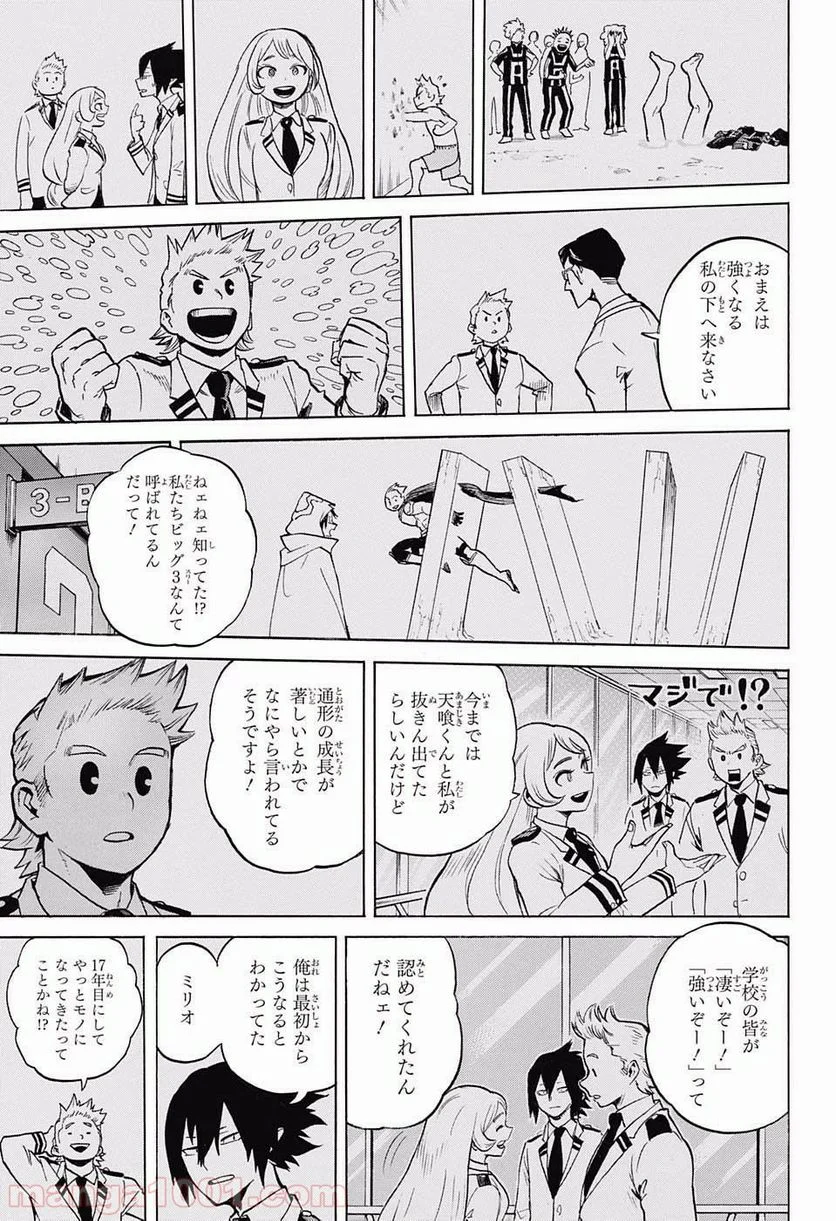 おまえは
強くなる
私の下へ来なさい
3-B
ねェねェ知ってた!?
私たちビッグ3なんて
呼ばれてるん
だって!
マジで!?
今までは
天喰くんと私が
抜きん出てた
らしいんだけど
通形の成長が
著しいとかで
なにやら言われてる
そうですよ!
学校の皆が
「凄いぞー!」
「強いぞー!」って
認めてくれたん
だねェ!
俺は最初から
こうなると
わかってた
ミリオ
17年目にして
やっとモノに
なってきたって
ことかね!?
manga1001.com